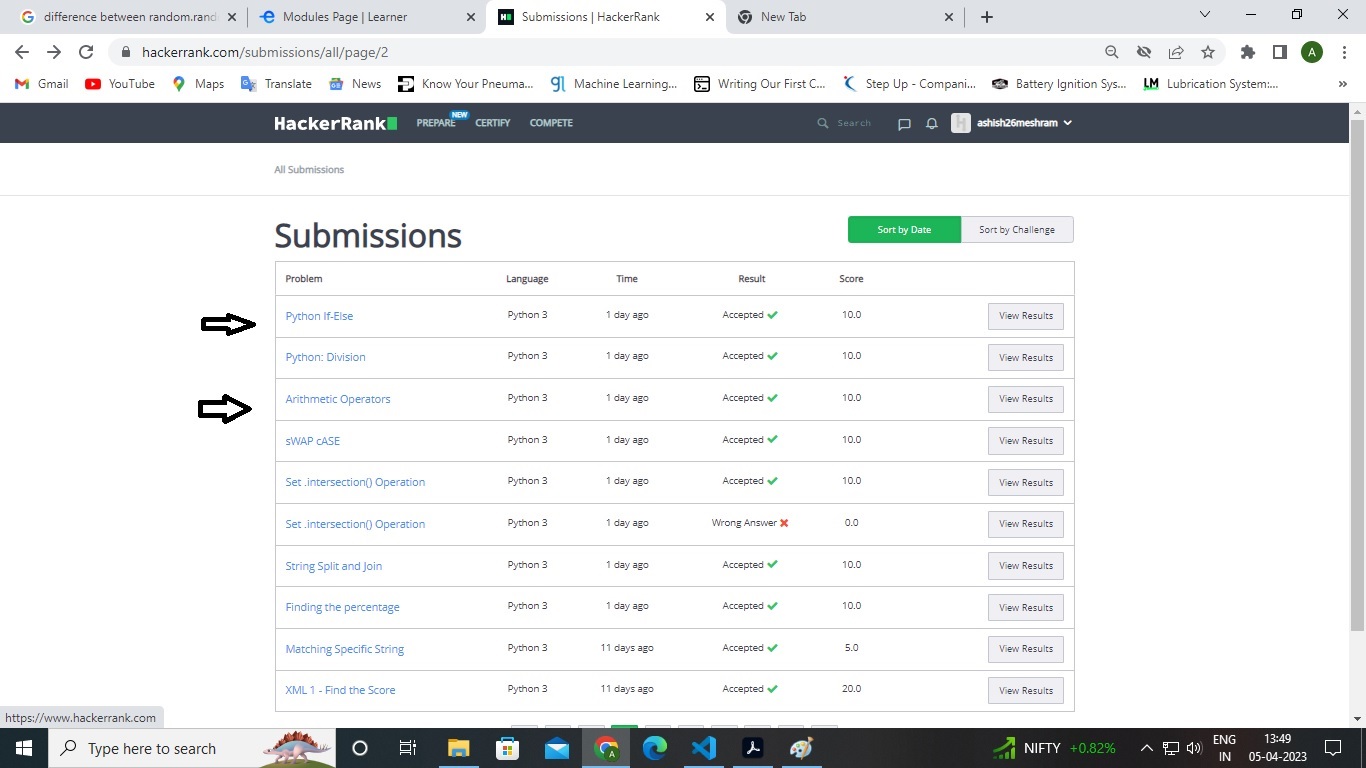 difference between random.rand
Modules Page | Learner
Submissions | HackerRank
New Tab
hackerrank.com/submissions/all/page/2
A
Gmail YouTube Maps Translate News Know Your Pneuma... Machine Learning,... Writing Our First C... Step Up - Compani... Battery Ignition Sys... Lubrication System:... »
HackerRank PREPARE NEW CERTIFY COMPETE Search ashish26meshram
All Submissions
Submissions Sort by Date Sort by Challenge
Problem Language Time Result Score
Python If-Else Python 3 1 day ago Accepted 10.0 View Results
Python: Division Python 3 1 day ago Accepted 10.0 View Results
Arithmetic Operators Python 3 1 day ago Accepted 10.0 View Results
sWAP cASE Python 3 1 day ago Accepted 10.0 View Results
Set .intersection() Operation Python 3 1 day ago Accepted 10.0 View Results
Set .intersection() Operation Python 3 1 day ago Wrong Answer 0.0 View Results
String Split and Join Python 3 1 day ago Accepted 10.0 View Results
Finding the percentage Python 3 1 day ago Accepted 10.0 View Results
Matching Specific String Python 3 11 days ago Accepted 5.0 View Results
XML 1 - Find the Score Python 3 11 days ago Accepted 20.0 View Results
https://www.hackerrank.com
Type here to search NIFTY +0.82% ENG 13:49
IN 05-04-2023